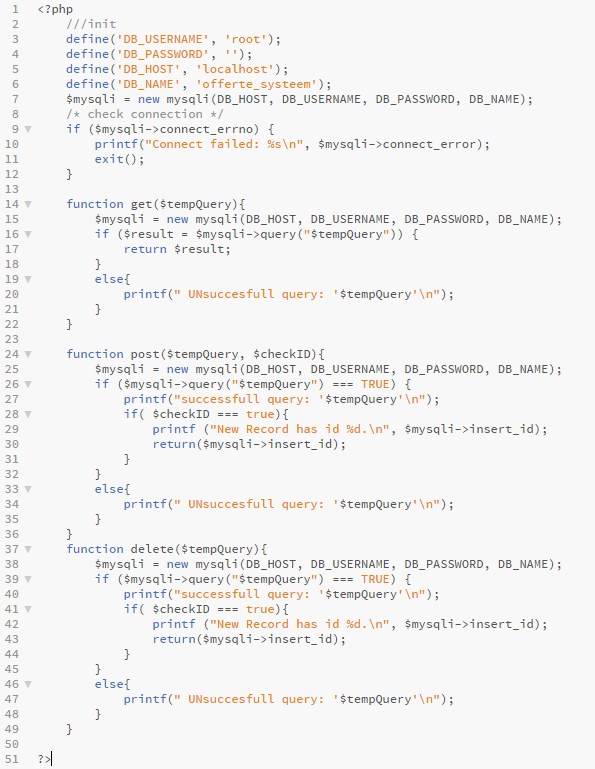 1 <?php
2 ///init
3 define('DB_USERNAME', 'root');
4 define('DB_PASSWORD', '');
5 define('DB_HOST', 'localhost');
6 define('DB_NAME', 'offerte_systeem');
7 $mysqli = new mysqli(DB_HOST, DB_USERNAME, DB_PASSWORD, DB_NAME);
8 /* check connection */
9 if ($mysqli->connect_errno) {
10 printf("Connect failed: %s\n", $mysqli->connect_error);
11 exit();
12 }
13
14 function get($tempQuery){
15 $mysqli = new mysqli(DB_HOST, DB_USERNAME, DB_PASSWORD, DB_NAME);
16 if ($result = $mysqli->query("$tempQuery")) {
17 return $result;
18 }
19 else{
20 printf(" UNsuccesfull query: '$tempQuery'\n");
21 }
22 }
23
24 function post($tempQuery, $checkID){
25 $mysqli = new mysqli(DB_HOST, DB_USERNAME, DB_PASSWORD, DB_NAME);
26 if ($mysqli->query("$tempQuery") === TRUE) {
27 printf("successfull query: '$tempQuery'\n");
28 if( $checkID === true){
29 printf ("New Record has id %d.\n", $mysqli->insert_id);
30 return($mysqli->insert_id);
31 }
32 }
33 else{
34 printf(" UNsuccesfull query: '$tempQuery'\n");
35 }
36 }
37 function delete($tempQuery){
38 $mysqli = new mysqli(DB_HOST, DB_USERNAME, DB_PASSWORD, DB_NAME);
39 if ($mysqli->query("$tempQuery") === TRUE) {
40 printf("successfull query: '$tempQuery'\n");
41 if( $checkID === true){
42 printf ("New Record has id %d.\n", $mysqli->insert_id);
43 return($mysqli->insert_id);
44 }
45 }
46 else{
47 printf(" UNsuccesfull query: '$tempQuery'\n");
48 }
49 }
50
51 ?>